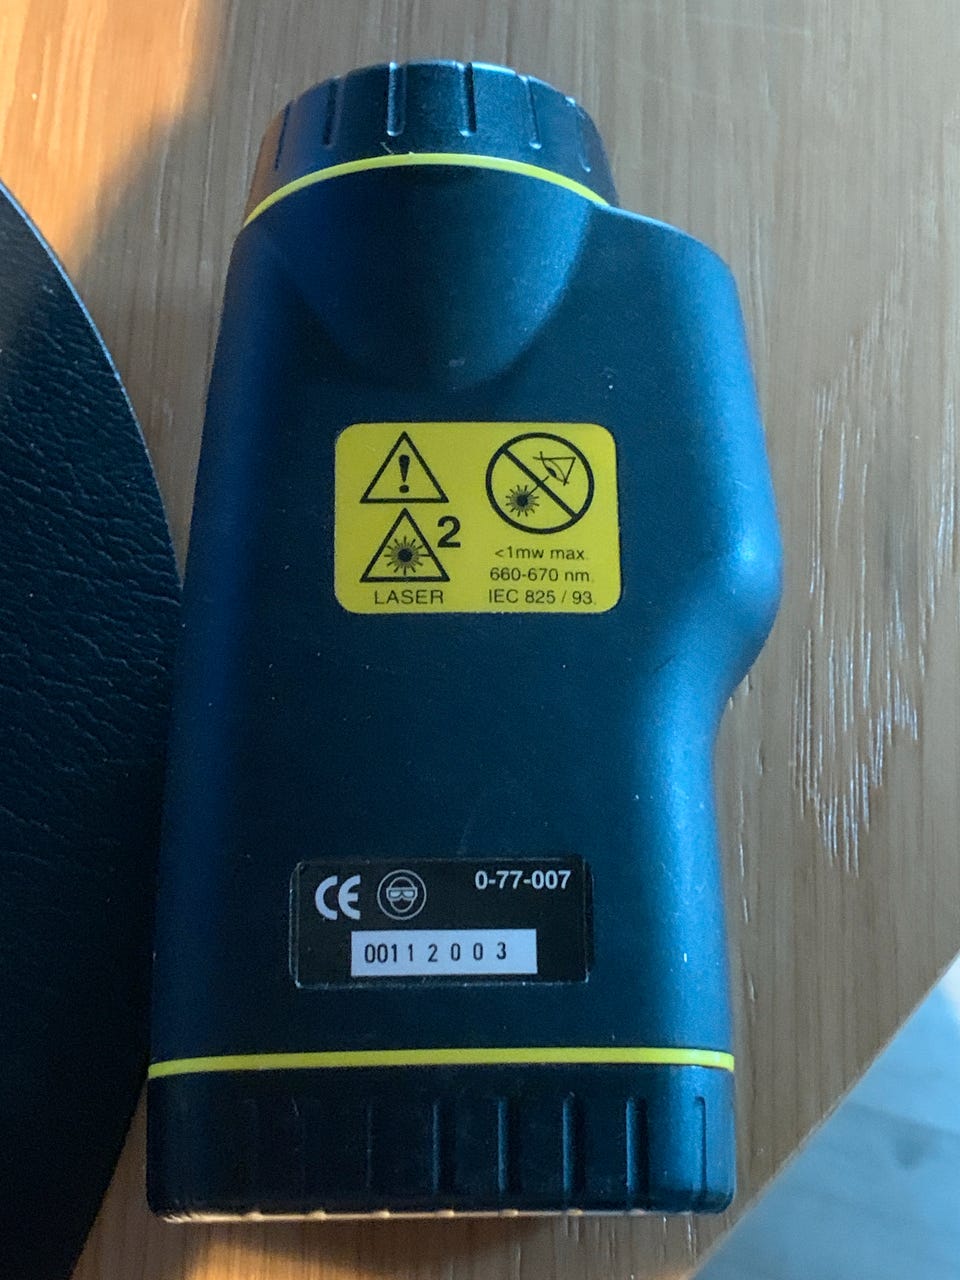 2
LASER
<1mw max.
660-670 nm.
IEC 825 / 93.
CE
0-77-007
00112003